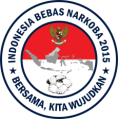 INDONESIA BEBAS NARKOBA 2015
BERSAMA, KITA WUJUDKAN